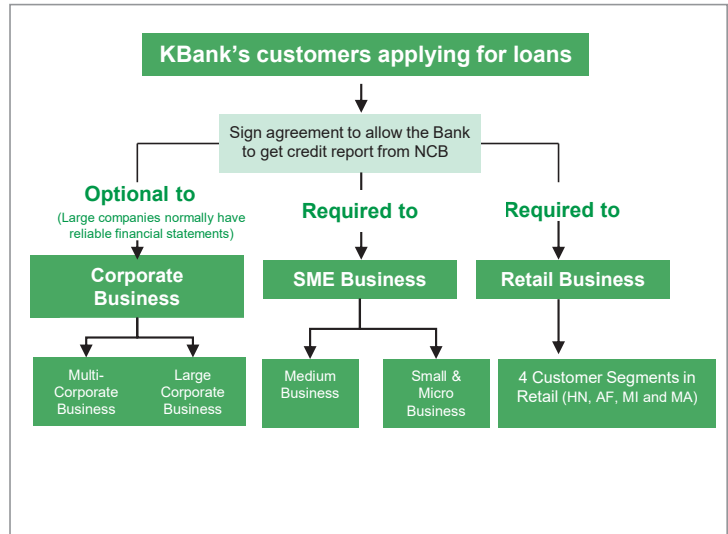 KBank's customers applying for loans
Sign agreement to allow the Bank
to get credit report from NCB
Optional to
(Large companies normally have
reliable financial statements)
Required to
Required to
Corporate
Business
SME Business
Retail Business
Multi-
Corporate
Business
Large
Corporate
Business
Medium
Business
Small &
Micro
Business
4 Customer Segments in
Retail (HN, AF, MI and MA)